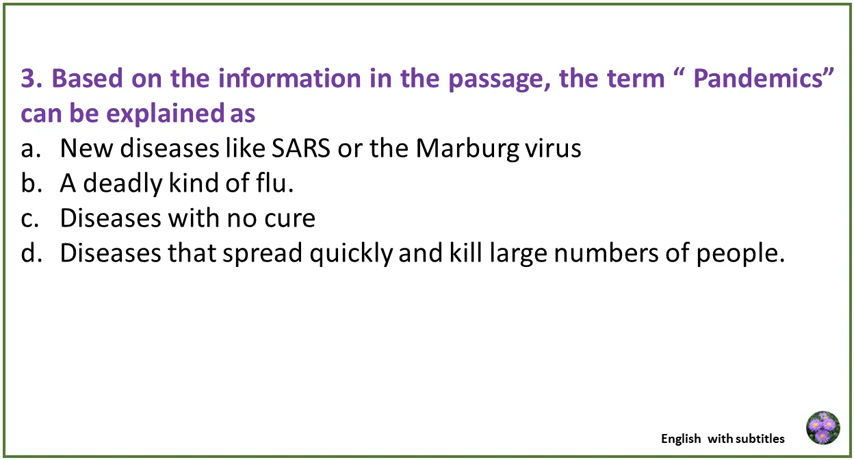 3. Based on the information in the passage, the term “ Pandemics”
can be explained as
a. New diseases like SARS or the Marburg virus
b. A deadly kind of flu.
c. Diseases with no cure
d. Diseases that spread quickly and kill large numbers of people.
English with subtitles